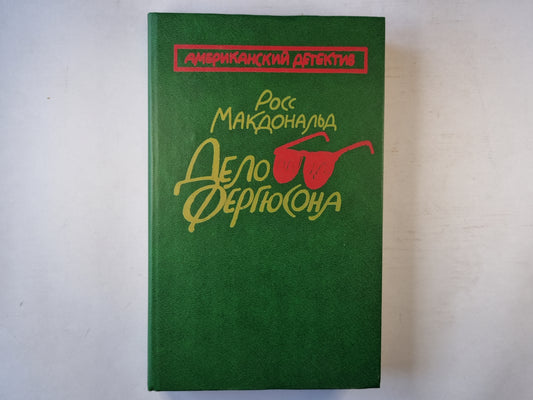 Американский детектив
Росс
Макдональд
Дело
Фергюсона